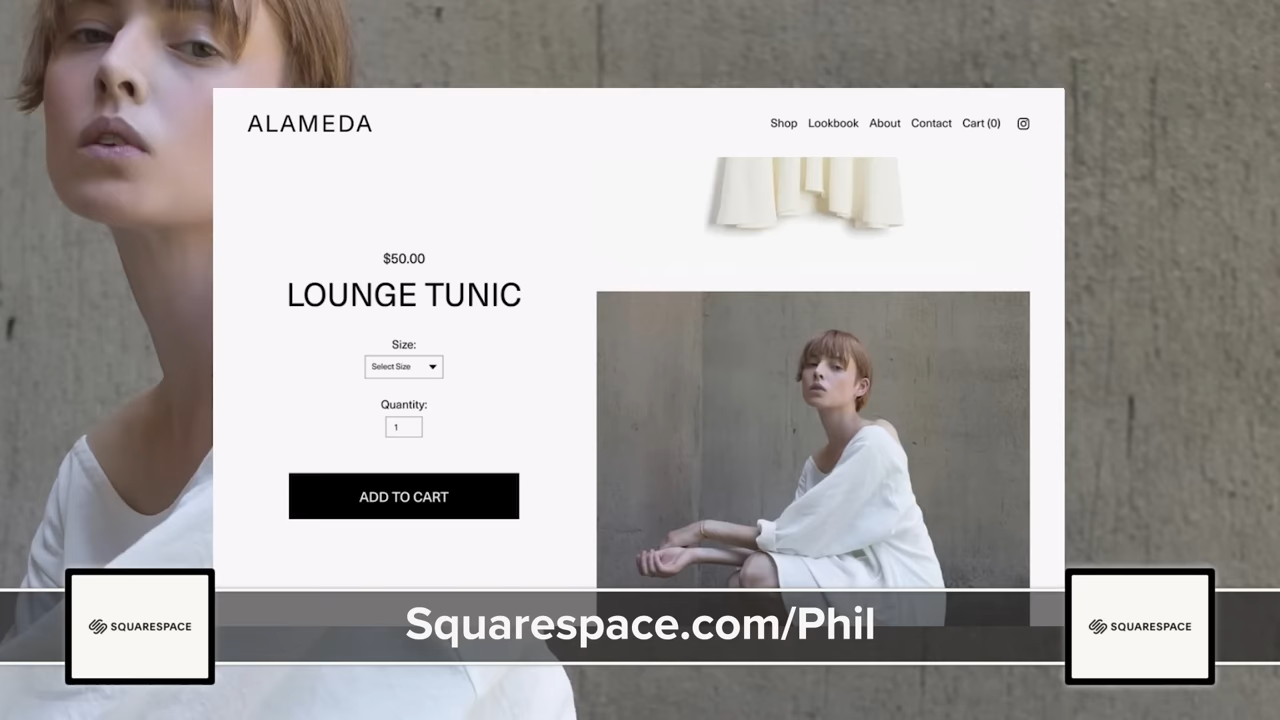 ALAMEDA
Shop Lookbook About Contact Cart (0)
$50.00
LOUNGE TUNIC
Size:
Select Size
Quantity:
1
ADD TO CART
Squarespace.com/Phil
SQUARESPACE
SQUARESPACE